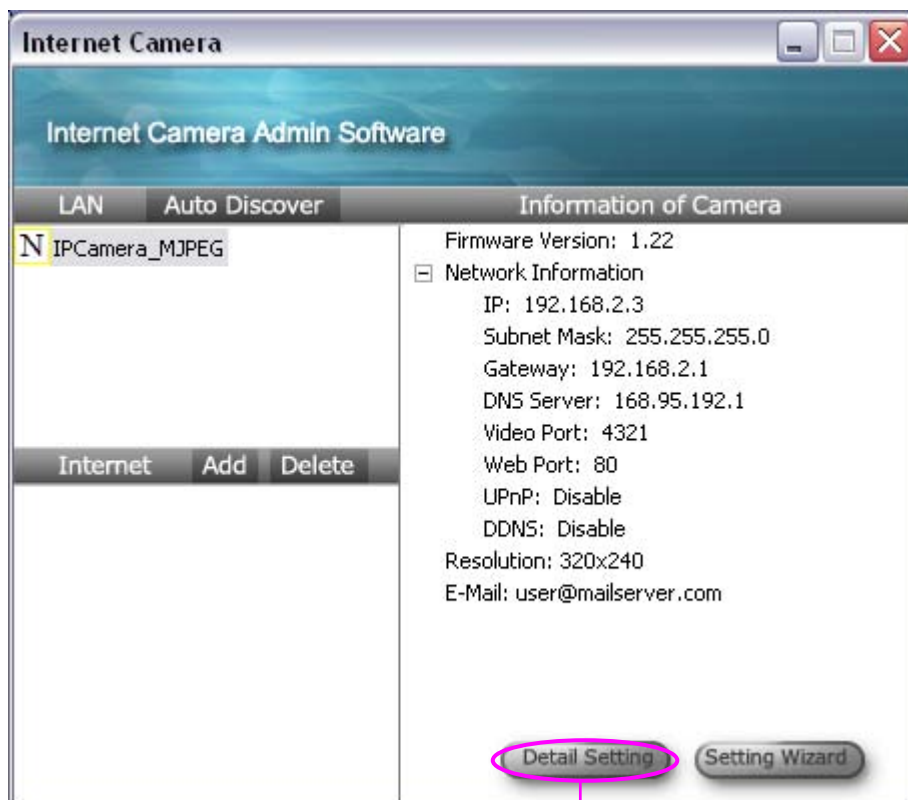 Internet Camera
Internet Camera Admin Software
LAN Auto Discover
N IPCamera_MJPEG
Internet Add Delete
Information of Camera
Firmware Version: 1.22
Network Information
IP: 192.168.2.3
Subnet Mask: 255.255.255.0
Gateway: 192.168.2.1
DNS Server: 168.95.192.1
Video Port: 4321
Web Port: 80
UPnP: Disable
DDNS: Disable
Resolution: 320x240
E-Mail: user@mailserver.com
Detail Setting Setting Wizard